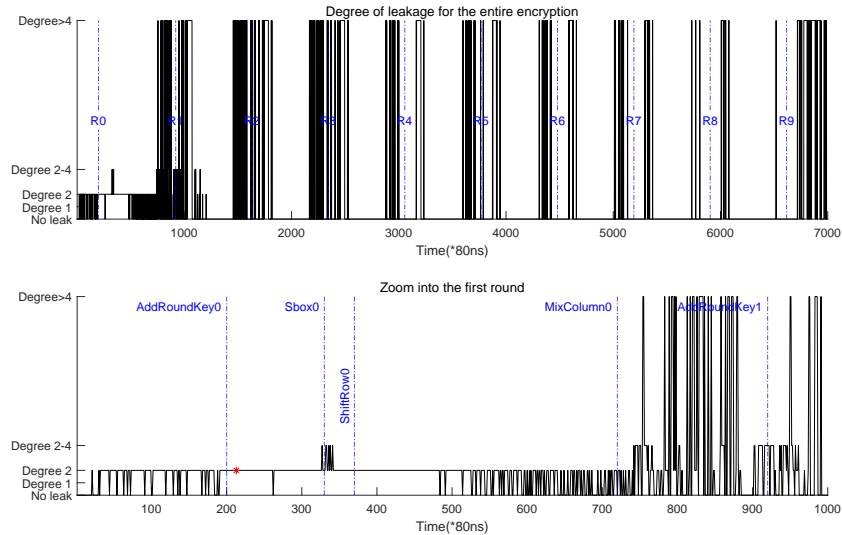 Degree of leakage for the entire encryption
Degree>4
Degree 2-4
Degree 2
Degree 1
No leak
R0
R1
R2
R3
R4
R5
R6
R7
R8
R9
1000
2000
3000
4000
5000
6000
7000
Time(*80ns)
Zoom into the first round
Degree>4
Degree 2-4
Degree 2
Degree 1
No leak
AddRoundKey0
Sbox0
ShiftRow0
MixColumn0
AddRoundKey1
100
200
300
400
500
600
700
800
900
1000
Time(*80ns)